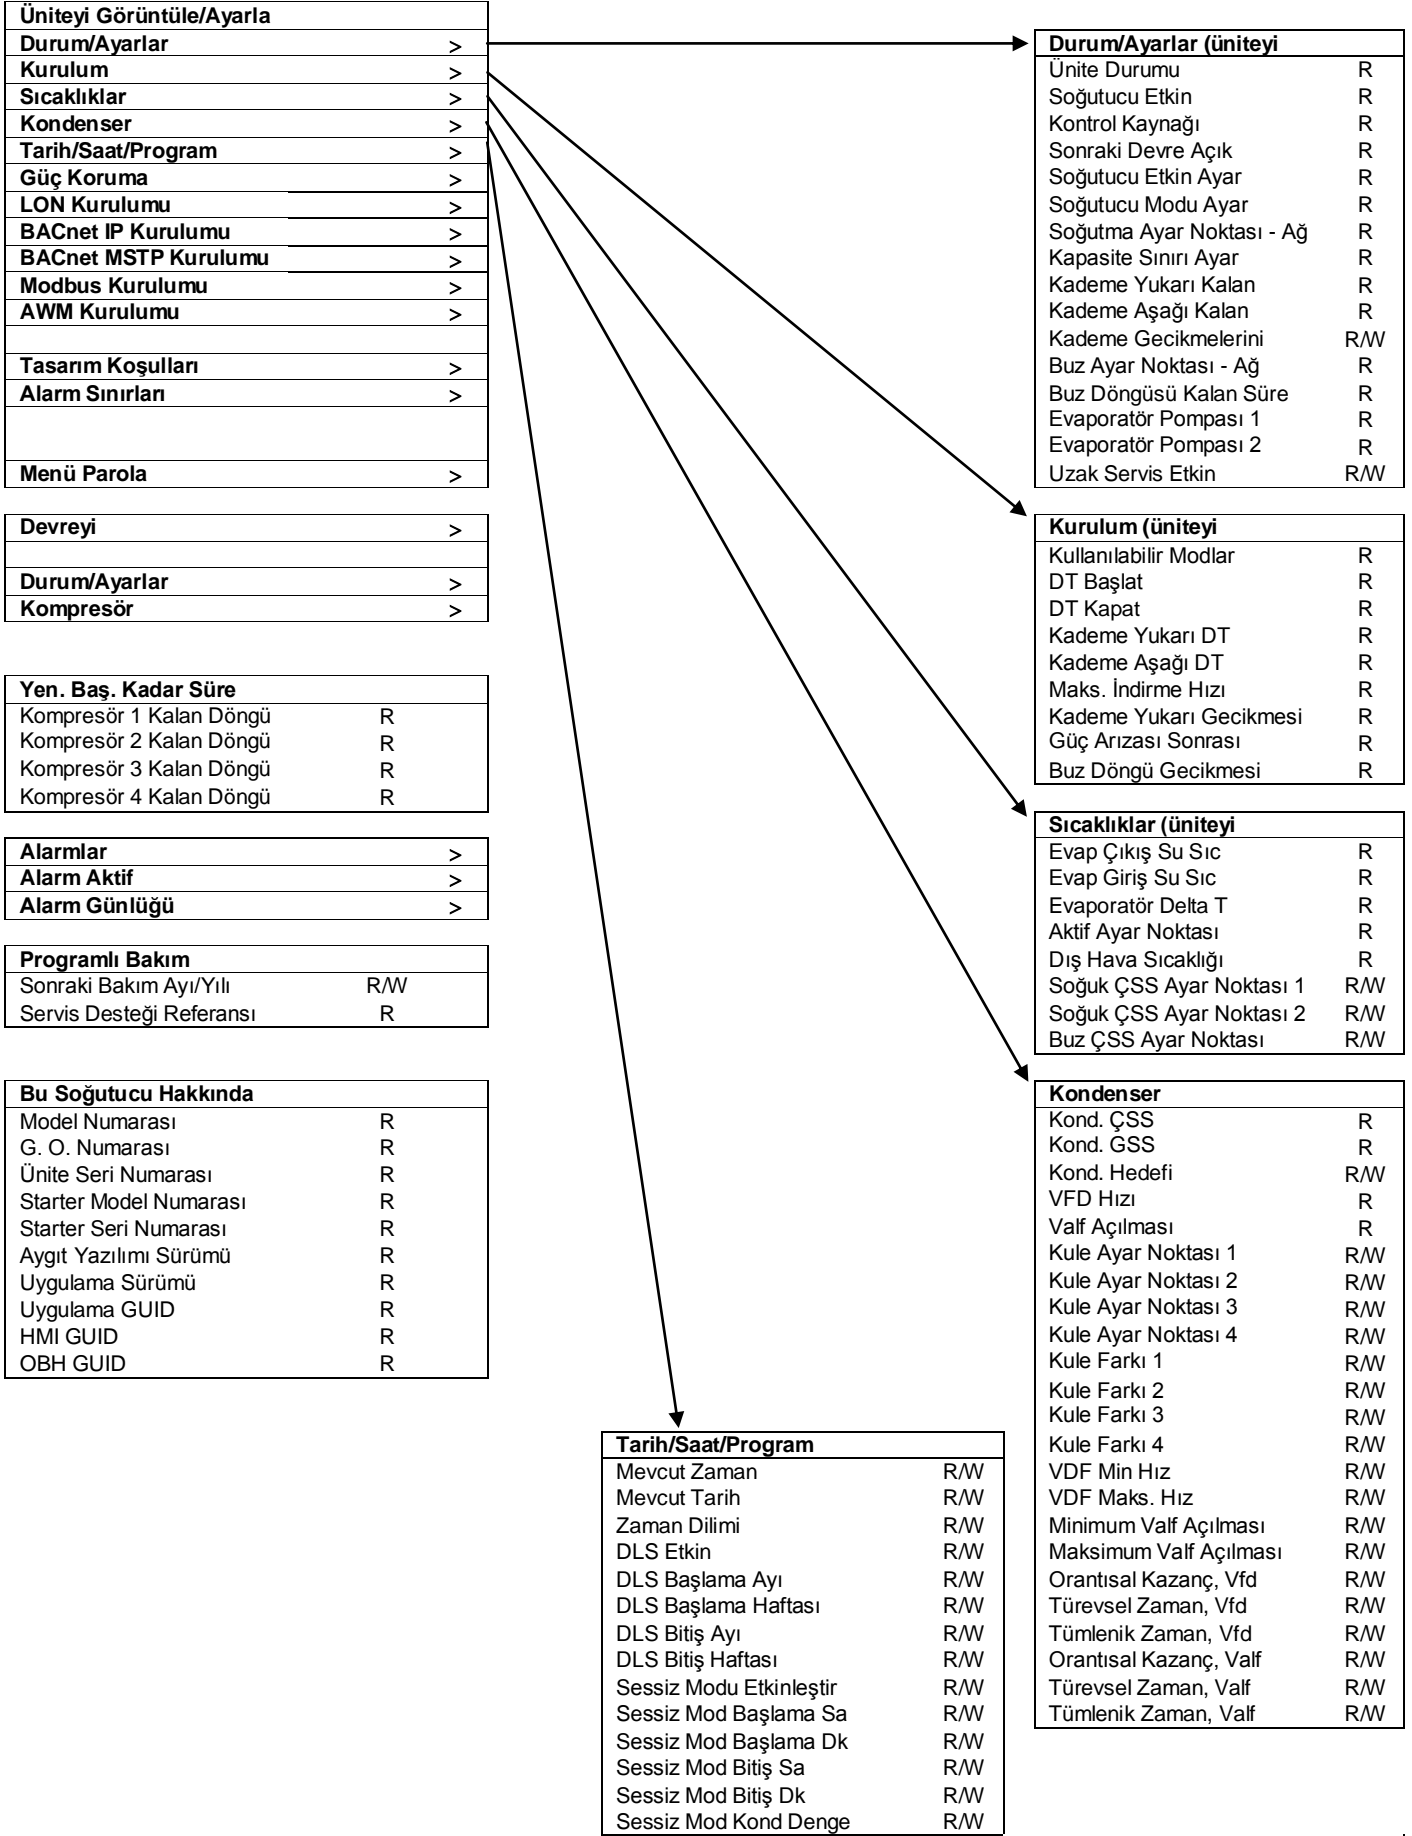 Üniteyi Görüntüle/Ayarla
Durum/Ayarlar >
Kurulum >
Sıcaklıklar >
Kondenser >
Tarih/Saat/Program >
Güç Koruma >
LON Kurulumu >
BACnet IP Kurulumu >
BACnet MSTP Kurulumu >
Modbus Kurulumu >
AWM Kurulumu >
Tasarım Koşulları >
Alarm Sınırları >
Menü Parola >
Devreyi >
Durum/Ayarlar >
Kompresör >
Yen. Baş. Kadar Süre
Kompresör 1 Kalan Döngü R
Kompresör 2 Kalan Döngü R
Kompresör 3 Kalan Döngü R
Kompresör 4 Kalan Döngü R
Alarmlar >
Alarm Aktif >
Alarm Günlüğü >
Programlı Bakım
Sonraki Bakım Ayı/Yılı R/W
Servis Desteği Referansı R
Bu Soğutucu Hakkında
Model Numarası R
G. O. Numarası R
Ünite Seri Numarası R
Starter Model Numarası R
Starter Seri Numarası R
Aygıt Yazılımı Sürümü R
Uygulama Sürümü R
Uygulama GUID R
HMI GUID R
OBH GUID R
Durum/Ayarlar (üniteyi
Ünite Durumu R
Soğutucu Etkin R
Kontrol Kaynağı R
Sonraki Devre Açık R
Soğutucu Etkin Ayar R
Soğutucu Modu Ayar R
Soğutma Ayar Noktası - Ağ R
Kapasite Sınırı Ayar R
Kademe Yukarı Kalan R
Kademe Aşağı Kalan R
Kademe Gecikmelerini R/W
Buz Ayar Noktası - Ağ R
Buz Döngüsü Kalan Süre R
Evaporatör Pompası 1 R
Evaporatör Pompası 2 R
Uzak Servis Etkin R/W
Kurulum (üniteyi
Kullanılabilir Modlar R
DT Başlat R
DT Kapat R
Kademe Yukarı DT R
Kademe Aşağı DT R
Maks. İndirme Hızı R
Kademe Yukarı Gecikmesi R
Güç Arızası Sonrası R
Buz Döngü Gecikmesi R
Sıcaklıklar (üniteyi
Evap Çıkış Su Sıc R
Evap Giriş Su Sıc R
Evaporatör Delta T R
Aktif Ayar Noktası R
Dış Hava Sıcaklığı R
Soğuk ÇSS Ayar Noktası 1 R/W
Soğuk ÇSS Ayar Noktası 2 R/W
Buz ÇSS Ayar Noktası R/W
Kondenser
Kond. ÇSS R
Kond. GSS R
Kond. Hedefi R/W
VFD Hızı R
Valf Açılması R
Kule Ayar Noktası 1 R/W
Kule Ayar Noktası 2 R/W
Kule Ayar Noktası 3 R/W
Kule Ayar Noktası 4 R/W
Kule Farkı 1 R/W
Kule Farkı 2 R/W
Kule Farkı 3 R/W
Kule Farkı 4 R/W
VDF Min Hız R/W
VDF Maks. Hız R/W
Minimum Valf Açılması R/W
Maksimum Valf Açılması R/W
Orantısal Kazanç, Vfd R/W
Türevsel Zaman, Vfd R/W
Tümlenik Zaman, Vfd R/W
Orantısal Kazanç, Valf R/W
Türevsel Zaman, Valf R/W
Tümlenik Zaman, Valf R/W
Tarih/Saat/Program
Mevcut Zaman R/W
Mevcut Tarih R/W
Zaman Dilimi R/W
DLS Etkin R/W
DLS Başlama Ayı R/W
DLS Başlama Haftası R/W
DLS Bitiş Ayı R/W
DLS Bitiş Haftası R/W
Sessiz Modu Etkinleştir R/W
Sessiz Mod Başlama Sa R/W
Sessiz Mod Başlama Dk R/W
Sessiz Mod Bitiş Sa R/W
Sessiz Mod Bitiş Dk R/W
Sessiz Mod Kond Denge R/W